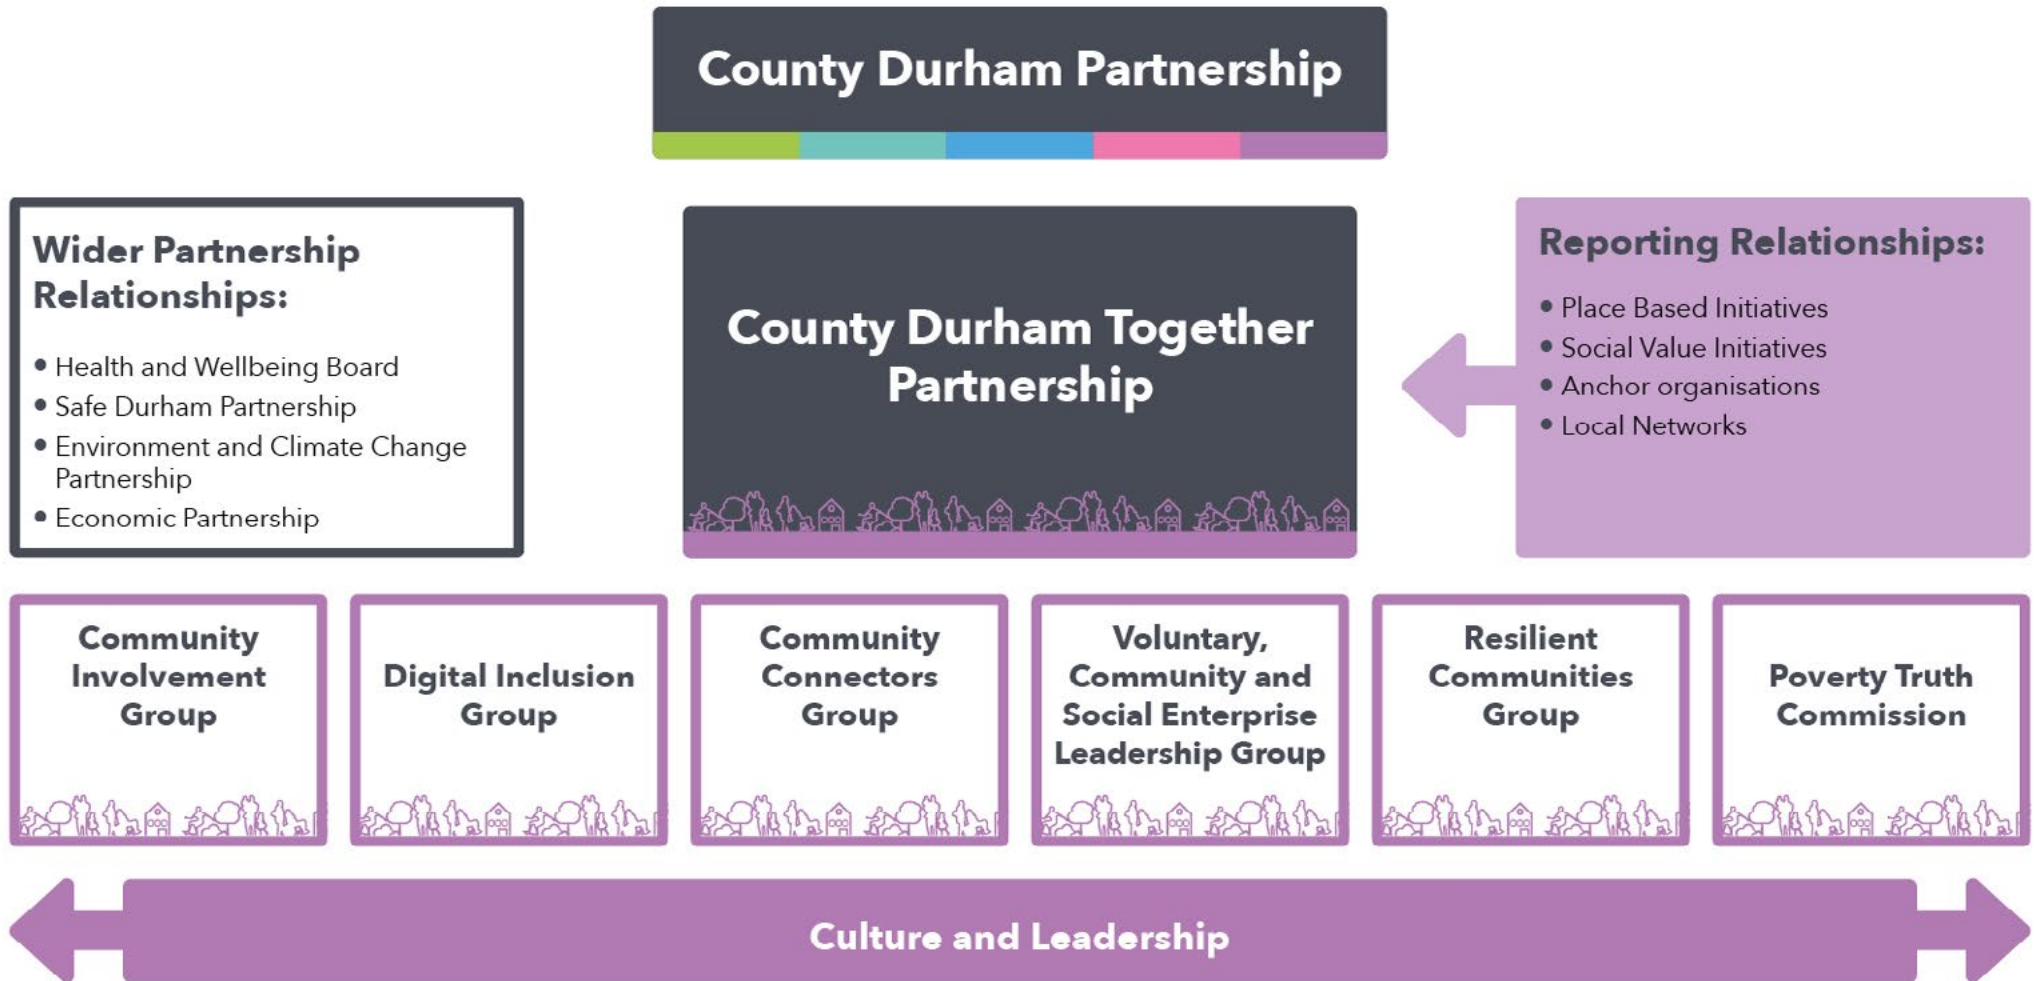 County Durham Partnership
Wider Partnership
Relationships:
• Health and Wellbeing Board
• Safe Durham Partnership
• Environment and Climate Change
Partnership
• Economic Partnership
County Durham Together
Partnership
Reporting Relationships:
• Place Based Initiatives
• Social Value Initiatives
• Anchor organisations
• Local Networks
Community
Involvement
Group
Digital Inclusion
Group
Community
Connectors
Group
Voluntary,
Community and
Social Enterprise
Leadership Group
Resilient
Communities
Group
Poverty Truth
Commission
Culture and Leadership